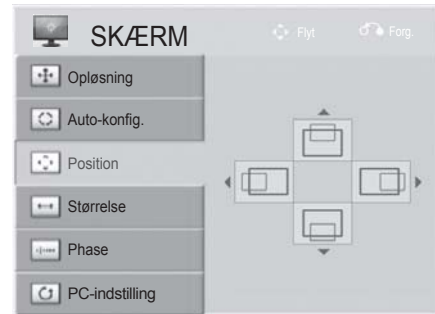 SKÆRM
Flyt
Forg.
Opløsning
Auto-konfig.
Position
Størrelse
Phase
PC-indstilling